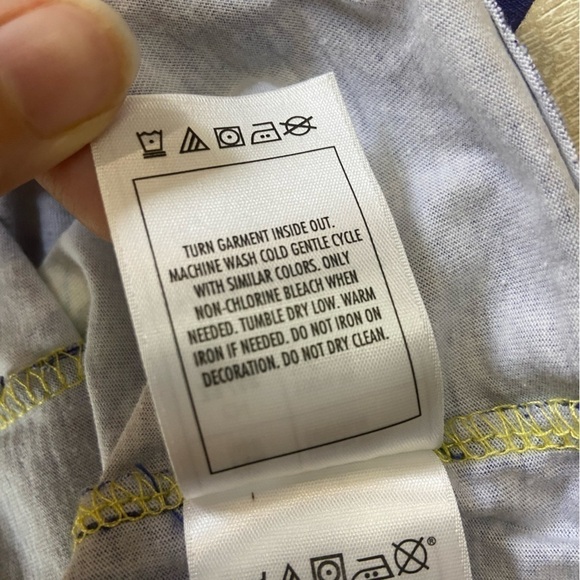 TURN GARMENT INSIDE OUT.
MACHINE WASH COLD GENTLE CYCLE
WITH SIMILAR COLORS. ONLY
NON-CHLORINE BLEACH WHEN
NEEDED. TUMBLE DRY LOW. WARM
IRON IF NEEDED. DO NOT IRON ON
DECORATION. DO NOT DRY CLEAN.
®